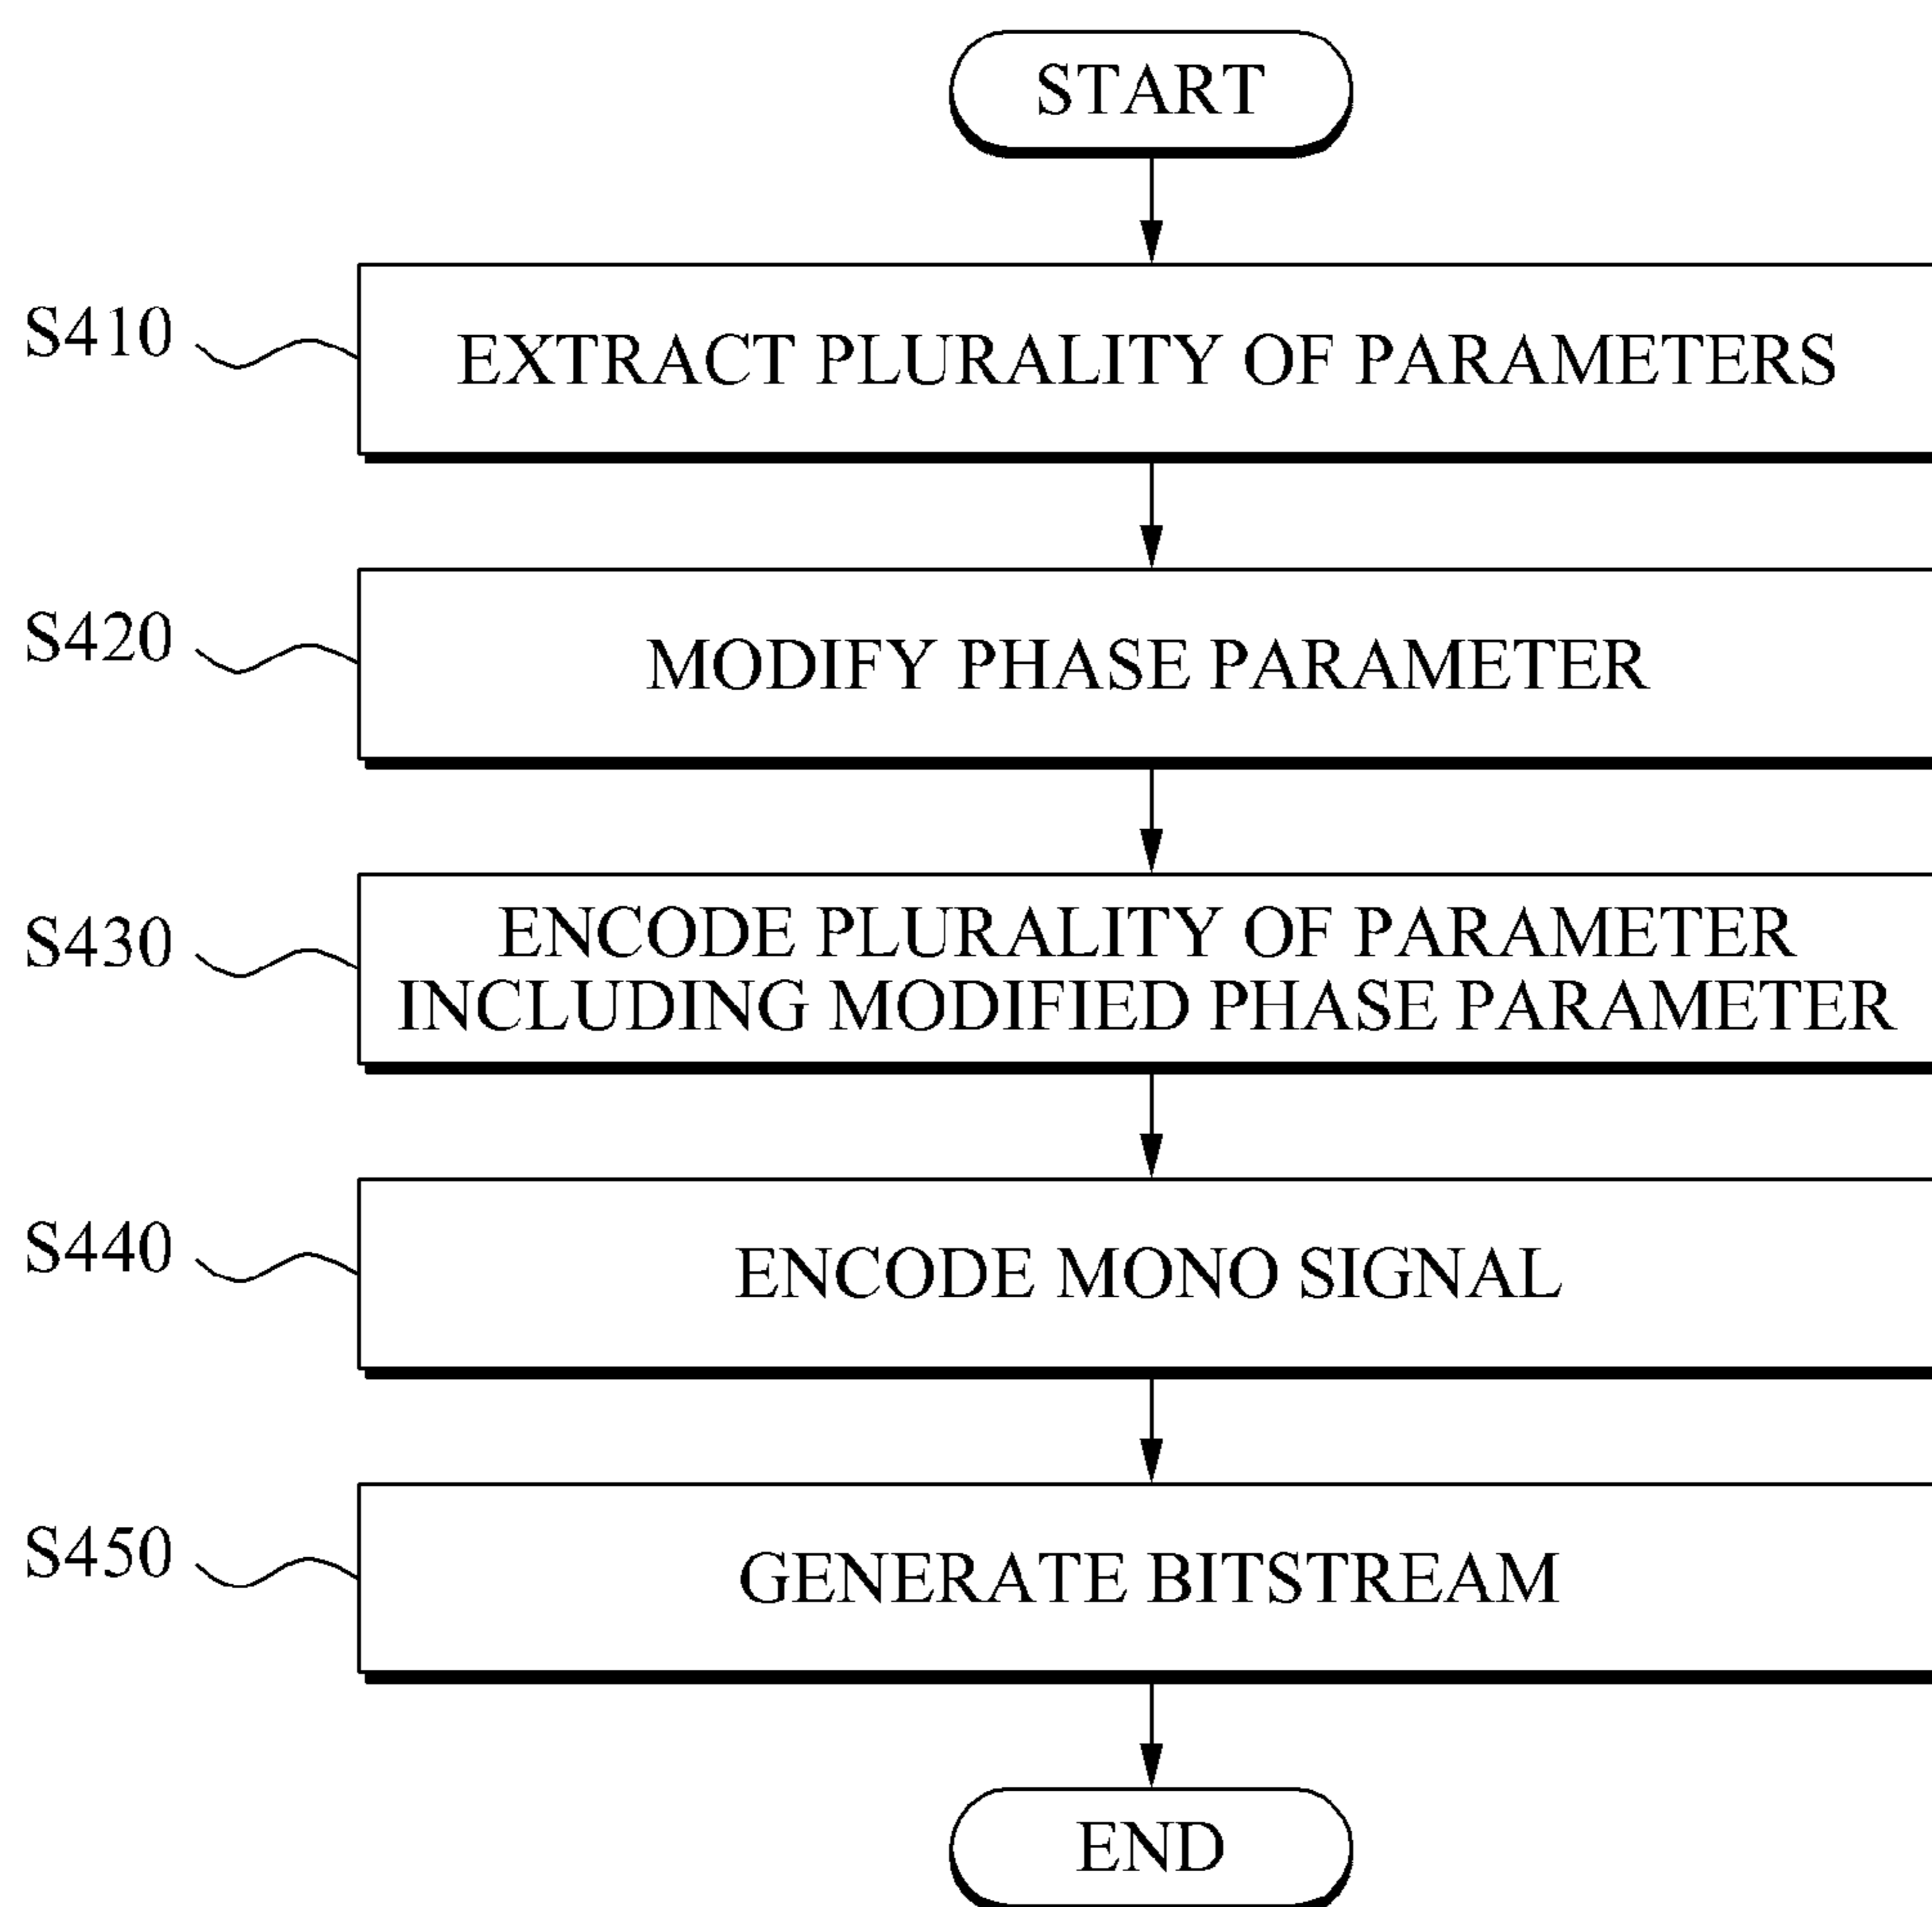 START
S410
EXTRACT PLURALITY OF PARAMETERS
S420
MODIFY PHASE PARAMETER
S430
ENCODE PLURALITY OF PARAMETER
INCLUDING MODIFIED PHASE PARAMETER
S440
ENCODE MONO SIGNAL
S450
GENERATE BITSTREAM
END